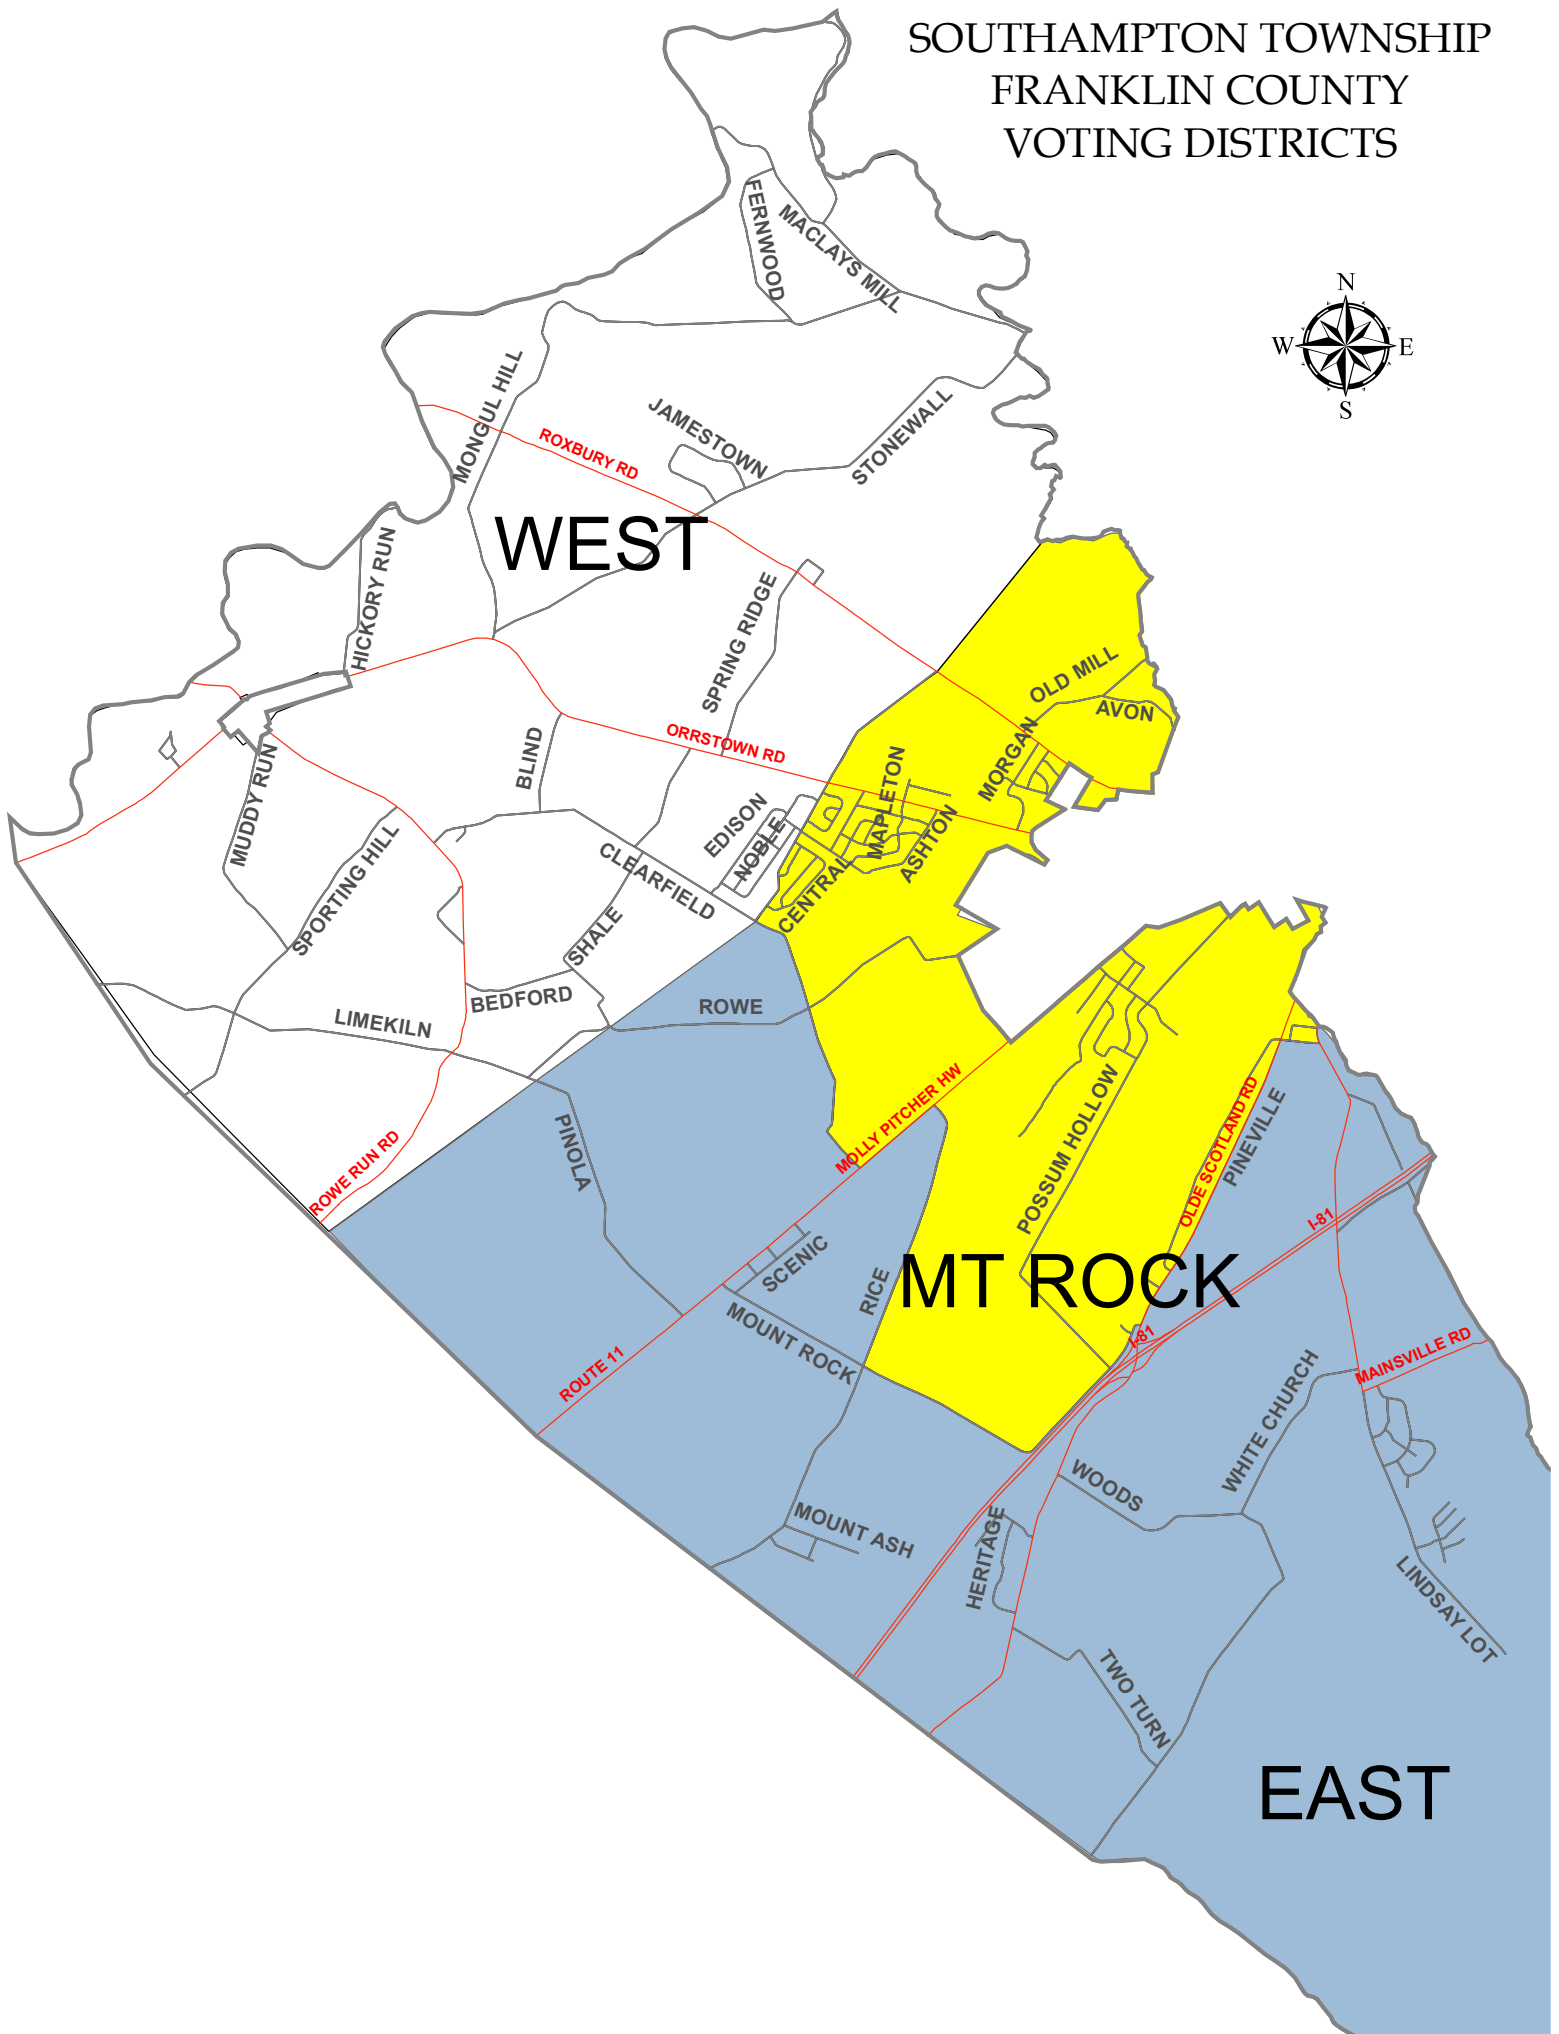 SOUTHAMPTON TOWNSHIP
FRANKLIN COUNTY
VOTING DISTRICTS
N
W
E
S
FERNWOOD
MACLAYS MILL
MONGUL HILL
JAMESTOWN
STONEWALL
ROXBURY RD
WEST
HICKORY RUN
SPRING RIDGE
OLD MILL
AVON
MORGAN
ORRSTOWN RD
BLIND
MUDDY RUN
MAPLETON
EDISON
NOBLE
ASHTON
CENTRAL
CLEARFIELD
SPORTING HILL
SHALE
BEDFORD
LIMEKILN
ROWE
PINOLA
ROWE RUN RD
MOLLY PITCHER HW
POSSUM HOLLOW
OLDE SCOTLAND RD
PINEVILLE
I-81
SCENIC
RICE
MT ROCK
MOUNT ROCK
I-81
MAINSVILLE RD
ROUTE 11
WHITE CHURCH
WOODS
MOUNT ASH
HERITAGE
LINDSAY LOT
TWO TURN
EAST